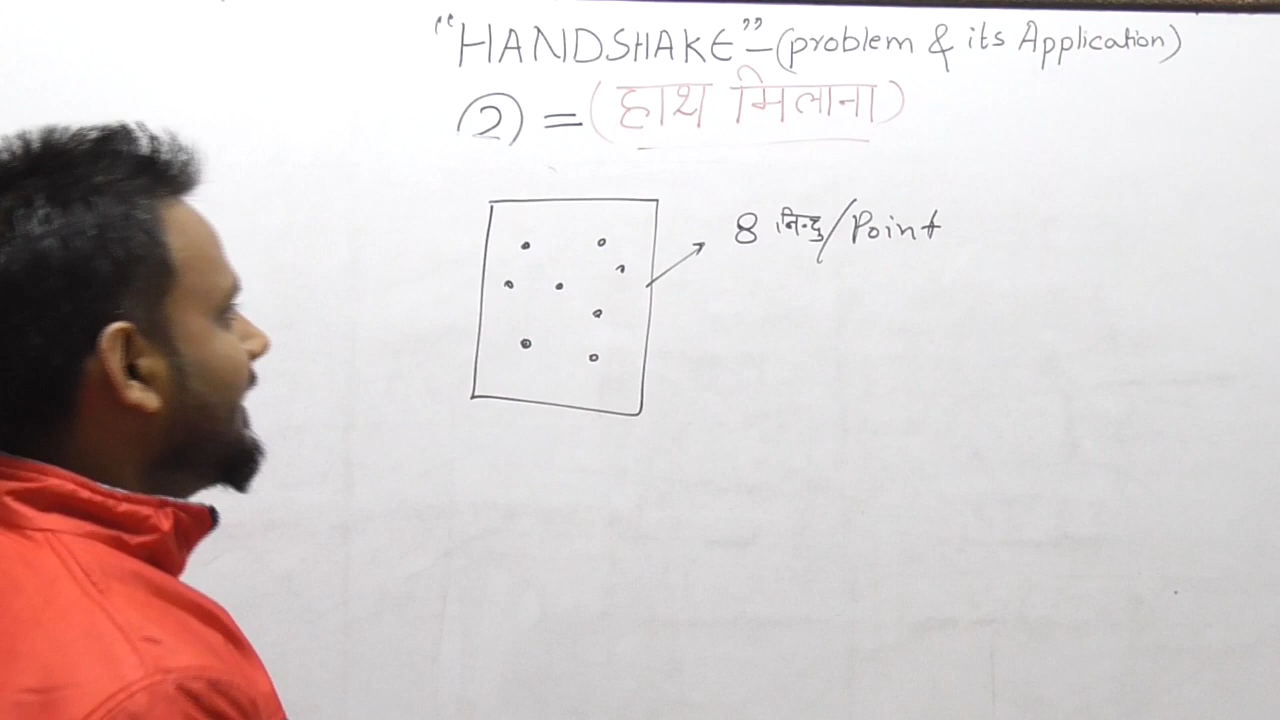 "HANDSHAKE" – (problem & its Application)
② = (हाथ मिलाना)
8 बिन्दु/Point